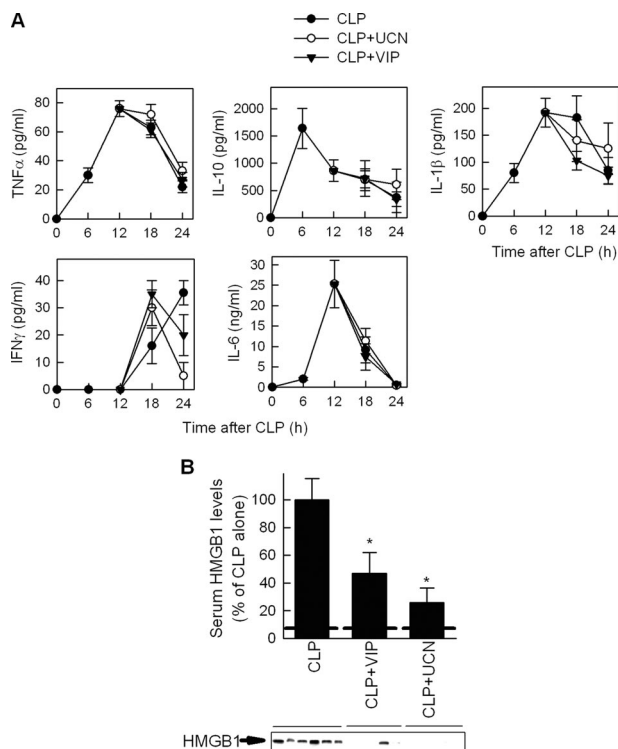 A
CLP
CLP+UCN
CLP+VIP
TNFα (pg/ml)
80
60
40
20
0
0 6 12 18 24
IL-10 (pg/ml)
2000
1500
1000
500
0
0 6 12 18 24
IL-1β (pg/ml)
250
200
150
100
50
0
0 6 12 18 24
Time after CLP (h)
IFNγ (pg/ml)
40
30
20
10
0
0 6 12 18 24
IL-6 (ng/ml)
30
25
20
15
10
5
0
0 6 12 18 24
Time after CLP (h)
B
Serum HMGB1 levels
(% of CLP alone)
100
80
60
40
20
0
*
*
CLP
CLP+VIP
CLP+UCN
HMGB1